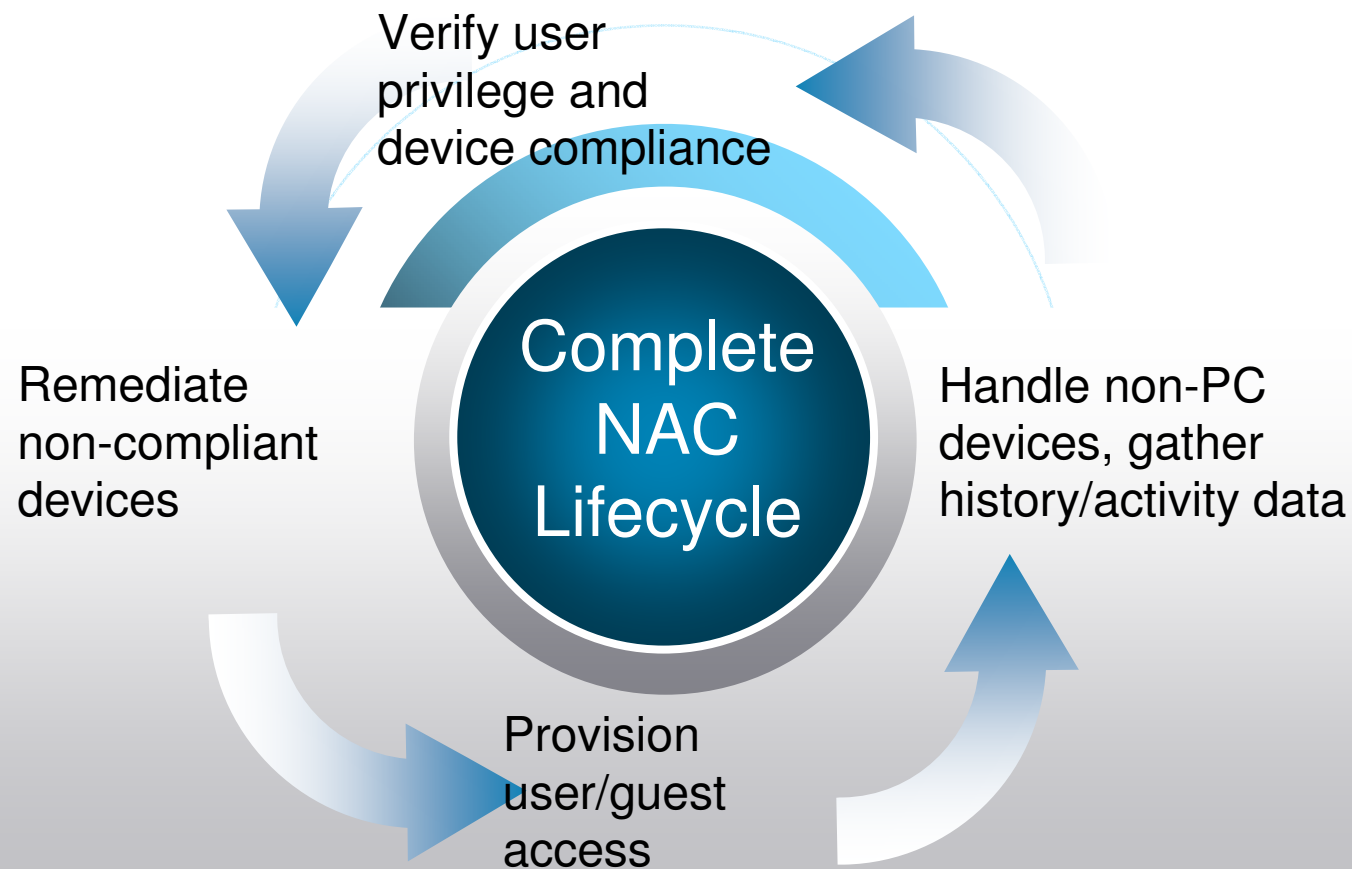 Verify user
privilege and
device compliance
Complete
NAC
Lifecycle
Remediate
non-compliant
devices
Handle non-PC
devices, gather
history/activity data
Provision
user/guest
access